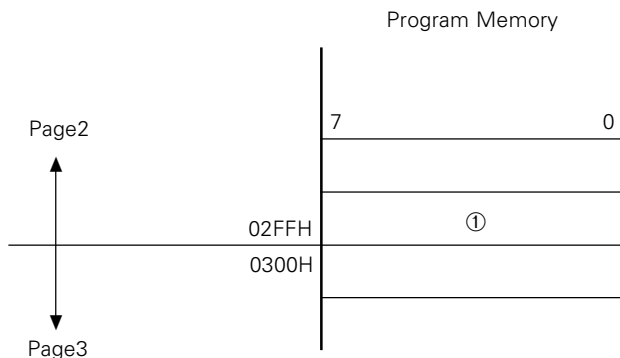 Program Memory
7 0
Page2
02FFH ①
0300H
Page3